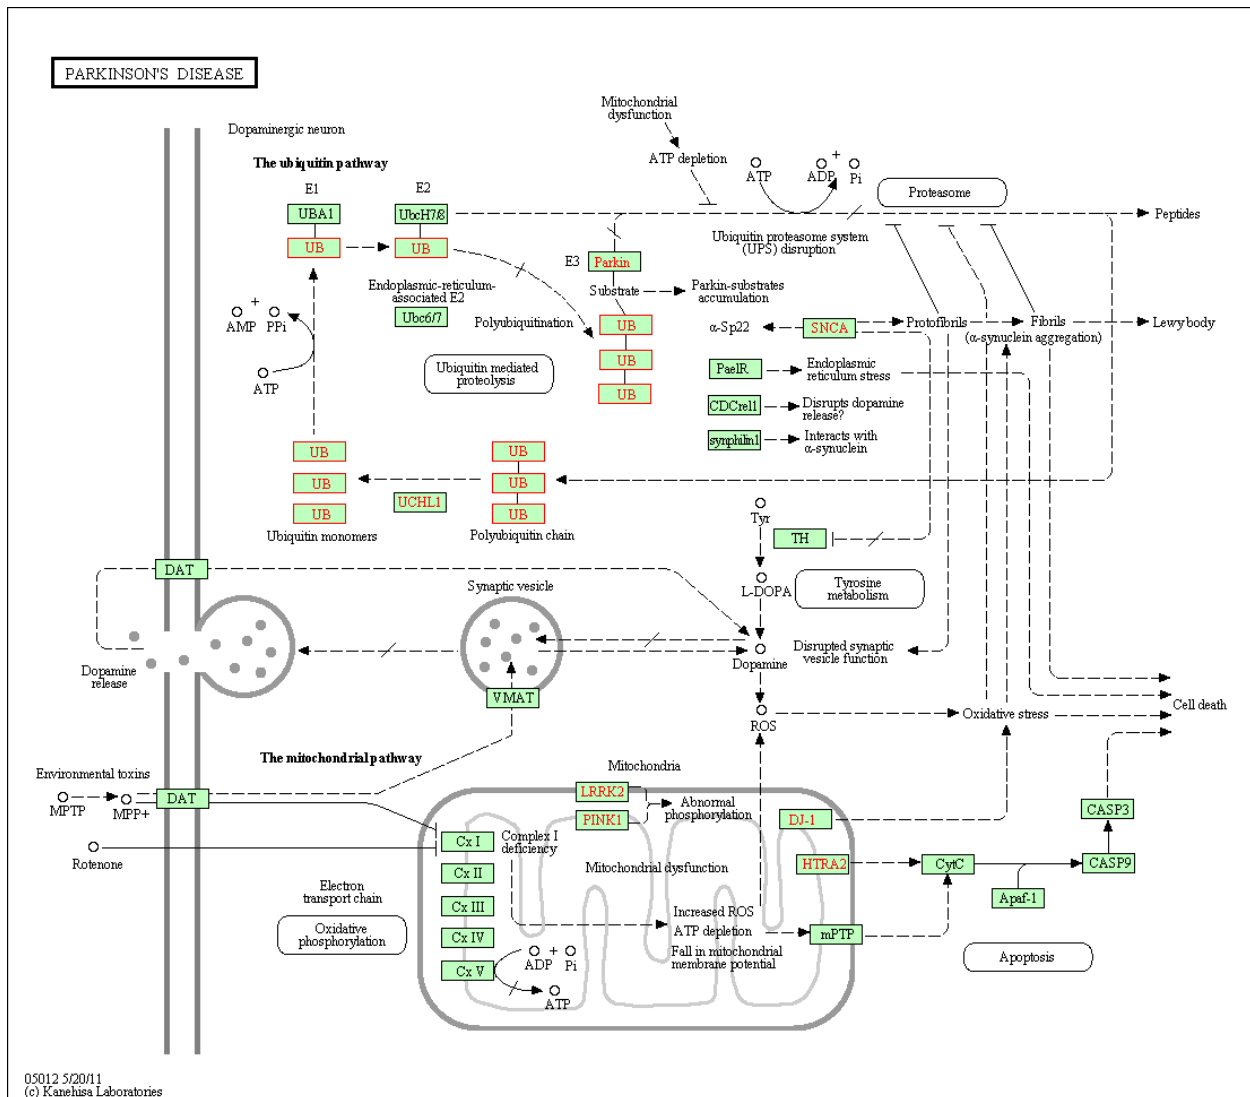 PARKINSON'S DISEASE
Dopaminergic neuron
The ubiquitin pathway
E1
E2
UBA1
UbcH7/8
UB
UB
Mitochondrial
dysfunction
ATP depletion
ATP
ADP
+
Pi
Proteasome
Peptides
Ubiquitin proteasome system
(UPS) disruption
E3
Parkin
Substrate
Parkin-substrates
accumulation
Endoplasmic-reticulum-
associated E2
Ubc6/7
Polyubiquitination
UB
UB
UB
AMP
+
PPi
ATP
Ubiquitin mediated
proteolysis
α-Sp22
SNCA
Protofibrils
Fibrils
(α-synuclein aggregation)
Lewy body
PaelR
Endoplasmic
reticulum stress
CDCrel1
Disrupts dopamine
release?
synphilin1
Interacts with
α-synuclein
UB
UB
UB
Ubiquitin monomers
UCHL1
UB
UB
UB
Polyubiquitin chain
Tyr
TH
L-DOPA
Tyrosine
metabolism
DAT
Synaptic vesicle
Dopamine
Disrupted synaptic
vesicle function
Dopamine
release
VMAT
ROS
Oxidative stress
Cell death
The mitochondrial pathway
Environmental toxins
MPTP
MPP+
DAT
Rotenone
Mitochondria
LRRK2
PINK1
Abnormal
phosphorylation
DJ-1
HTRA2
CytC
CASP3
CASP9
Apaf-1
Cx I
Complex I
deficiency
Cx II
Cx III
Cx IV
Cx V
Mitochondrial dysfunction
Electron
transport chain
Oxidative
phosphorylation
Increased ROS
ATP depletion
Fall in mitochondrial
membrane potential
mPTP
ADP
+
Pi
ATP
Apoptosis
05012 5/20/11
(c) Kanehisa Laboratories